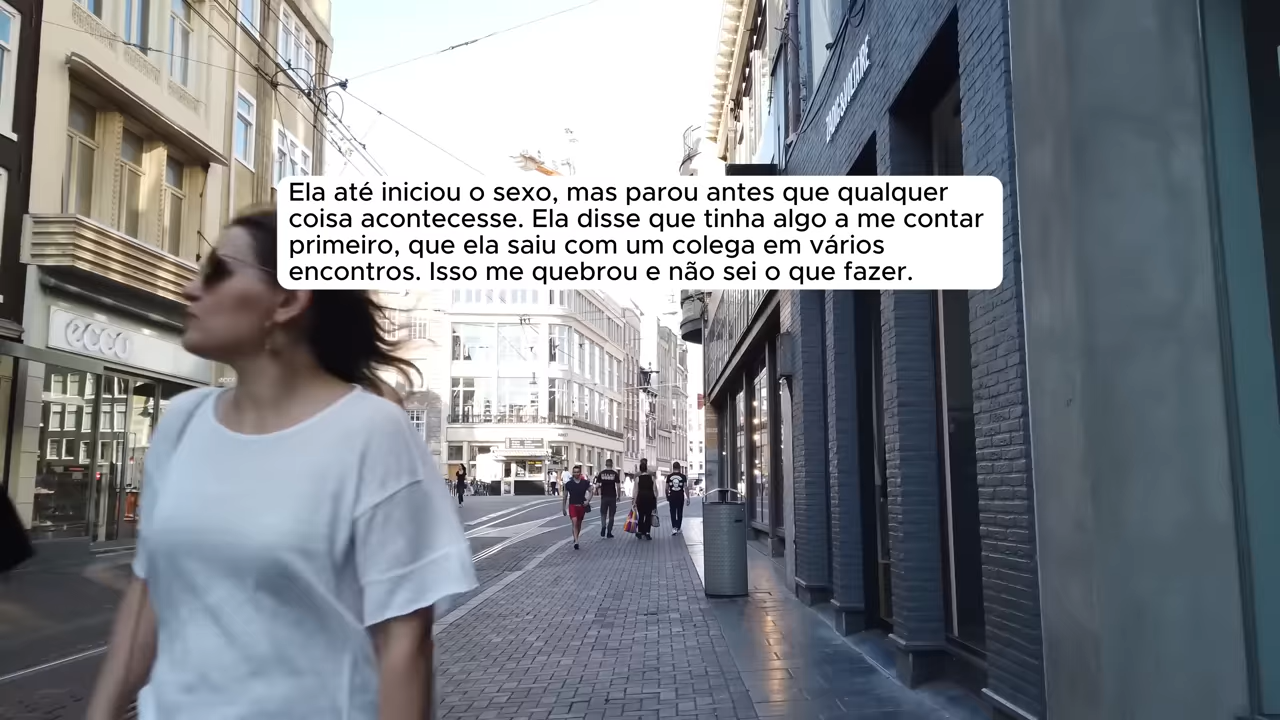 Ela até iniciou o sexo, mas parou antes que qualquer
coisa acontecesse. Ela disse que tinha algo a me contar
primeiro, que ela saiu com um colega em vários
encontros. Isso me quebrou e não sei o que fazer.
ecco